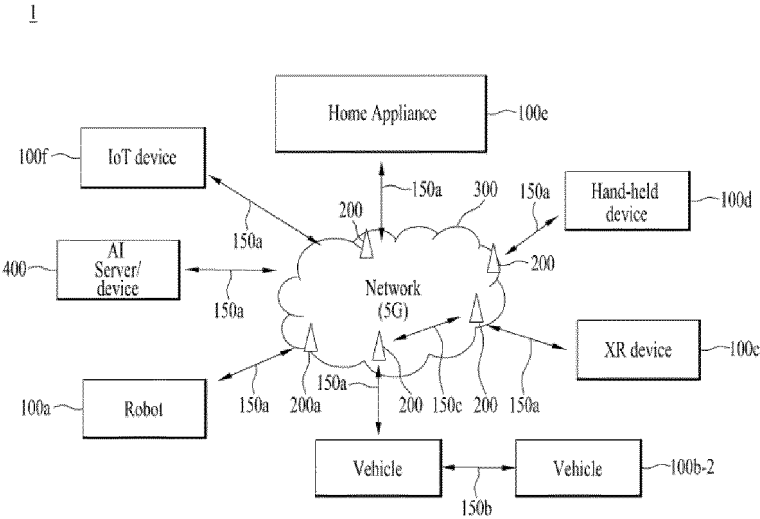 1
Home Appliance
100e
100f
IoT device
150a
200
300
150a
Hand-held
device
100d
150a
400
AI
Server/
device
150a
200
Network
(5G)
XR device
100c
150a
150a
200a
200
150c
200
150a
100a
Robot
Vehicle
150b
Vehicle
100b-2